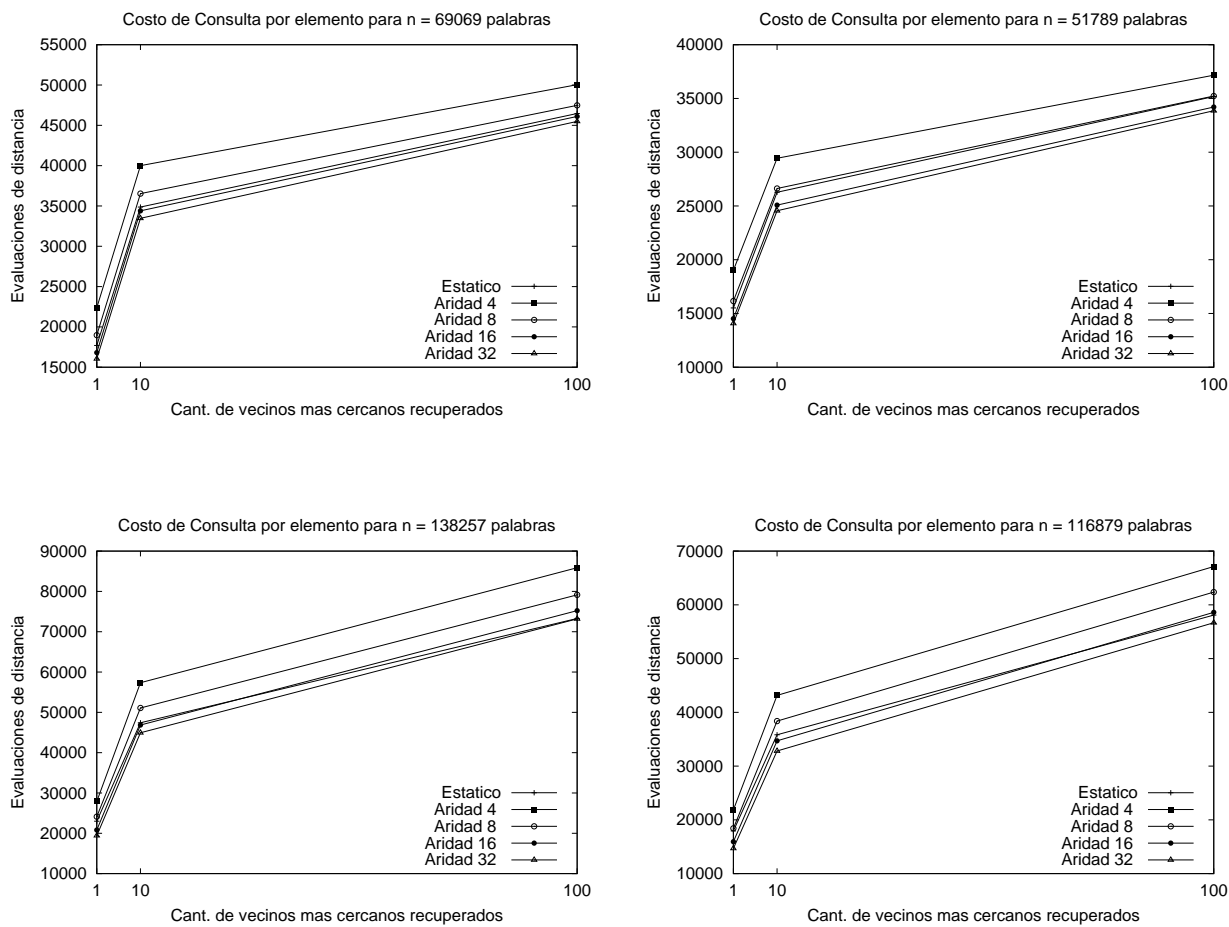 Costo de Consulta por elemento para n = 69069 palabras
55000
50000
45000
40000
35000
30000
25000
20000
15000
Evaluaciones de distancia
Estatico
Aridad 4
Aridad 8
Aridad 16
Aridad 32
1 10 100
Cant. de vecinos mas cercanos recuperados
Costo de Consulta por elemento para n = 51789 palabras
40000
35000
30000
25000
20000
15000
10000
Evaluaciones de distancia
Estatico
Aridad 4
Aridad 8
Aridad 16
Aridad 32
1 10 100
Cant. de vecinos mas cercanos recuperados
Costo de Consulta por elemento para n = 138257 palabras
90000
80000
70000
60000
50000
40000
30000
20000
10000
Evaluaciones de distancia
Estatico
Aridad 4
Aridad 8
Aridad 16
Aridad 32
1 10 100
Cant. de vecinos mas cercanos recuperados
Costo de Consulta por elemento para n = 116879 palabras
70000
60000
50000
40000
30000
20000
10000
Evaluaciones de distancia
Estatico
Aridad 4
Aridad 8
Aridad 16
Aridad 32
1 10 100
Cant. de vecinos mas cercanos recuperados